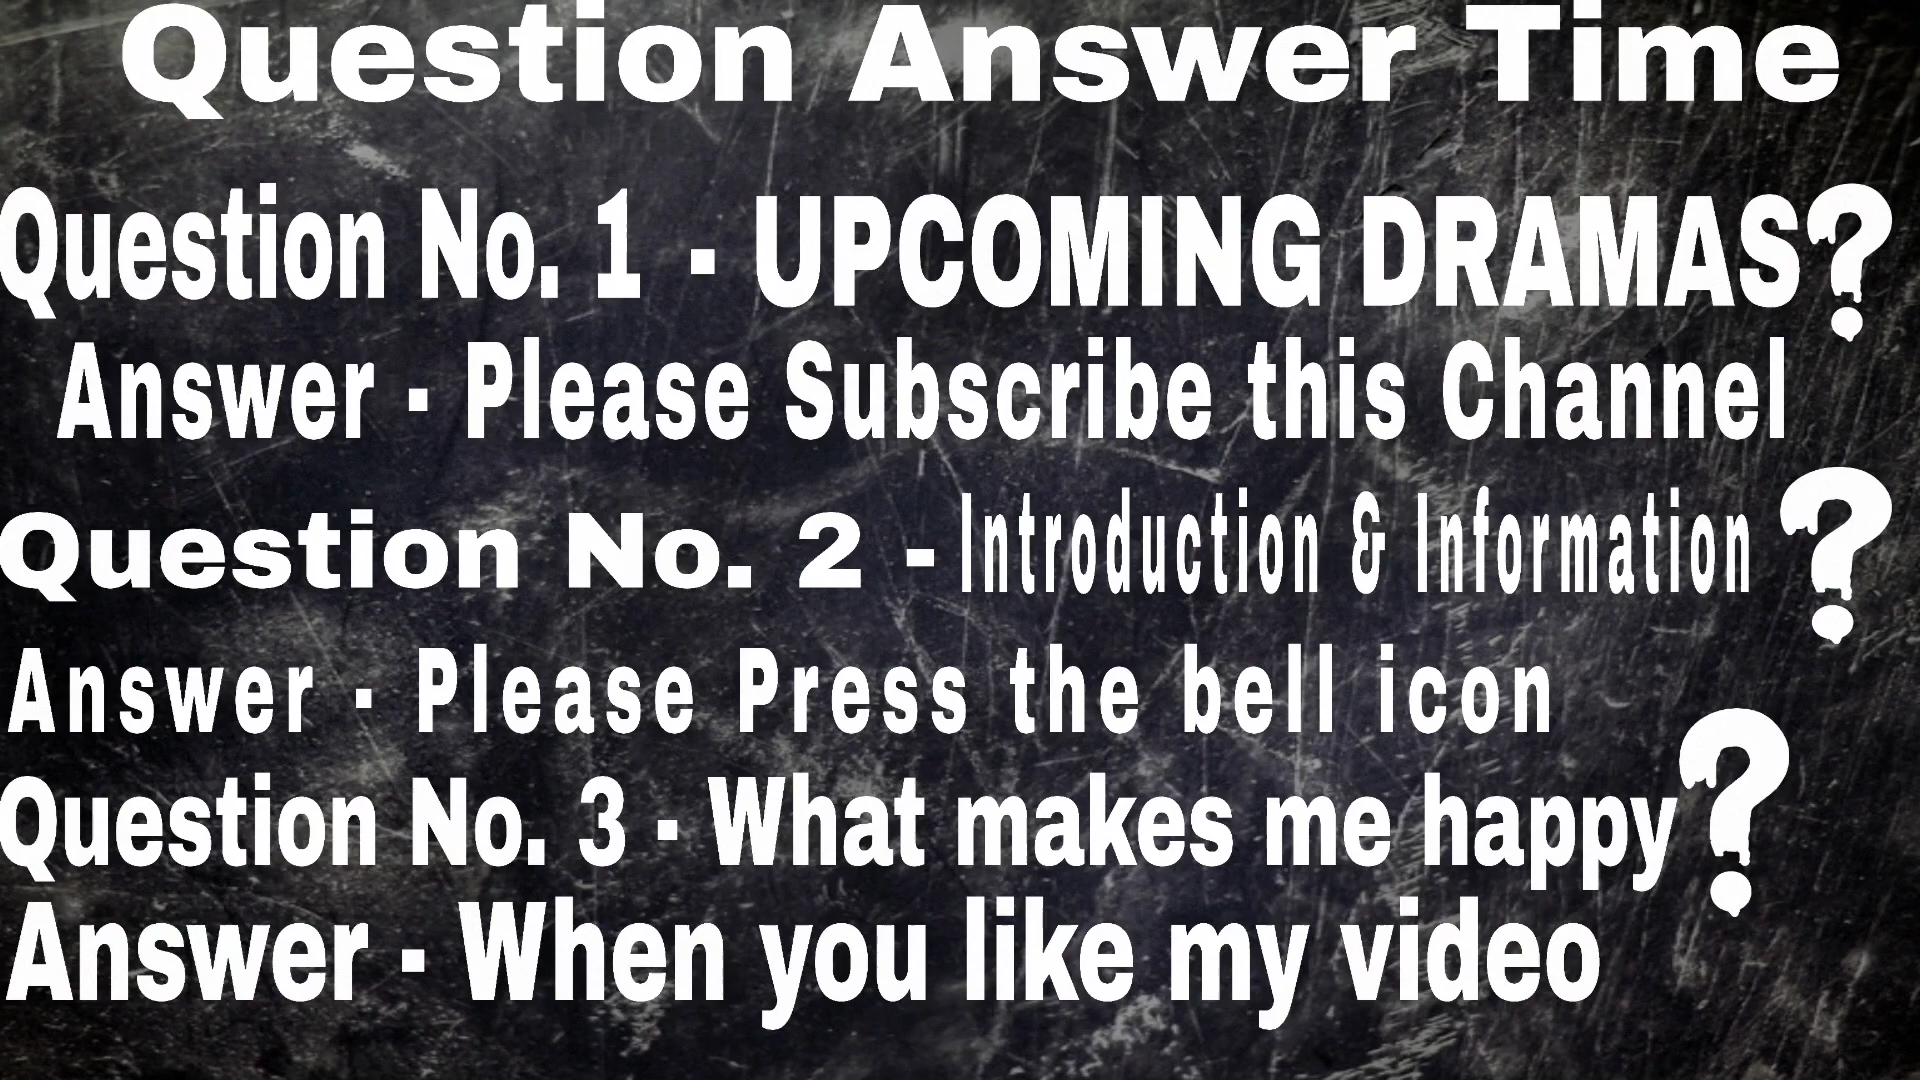 Question Answer Time
Question No. 1 - UPCOMING DRAMAS?
Answer - Please Subscribe this Channel
Question No. 2 - Introduction & Information ?
Answer - Please Press the bell icon
Question No. 3 - What makes me happy?
Answer - When you like my video